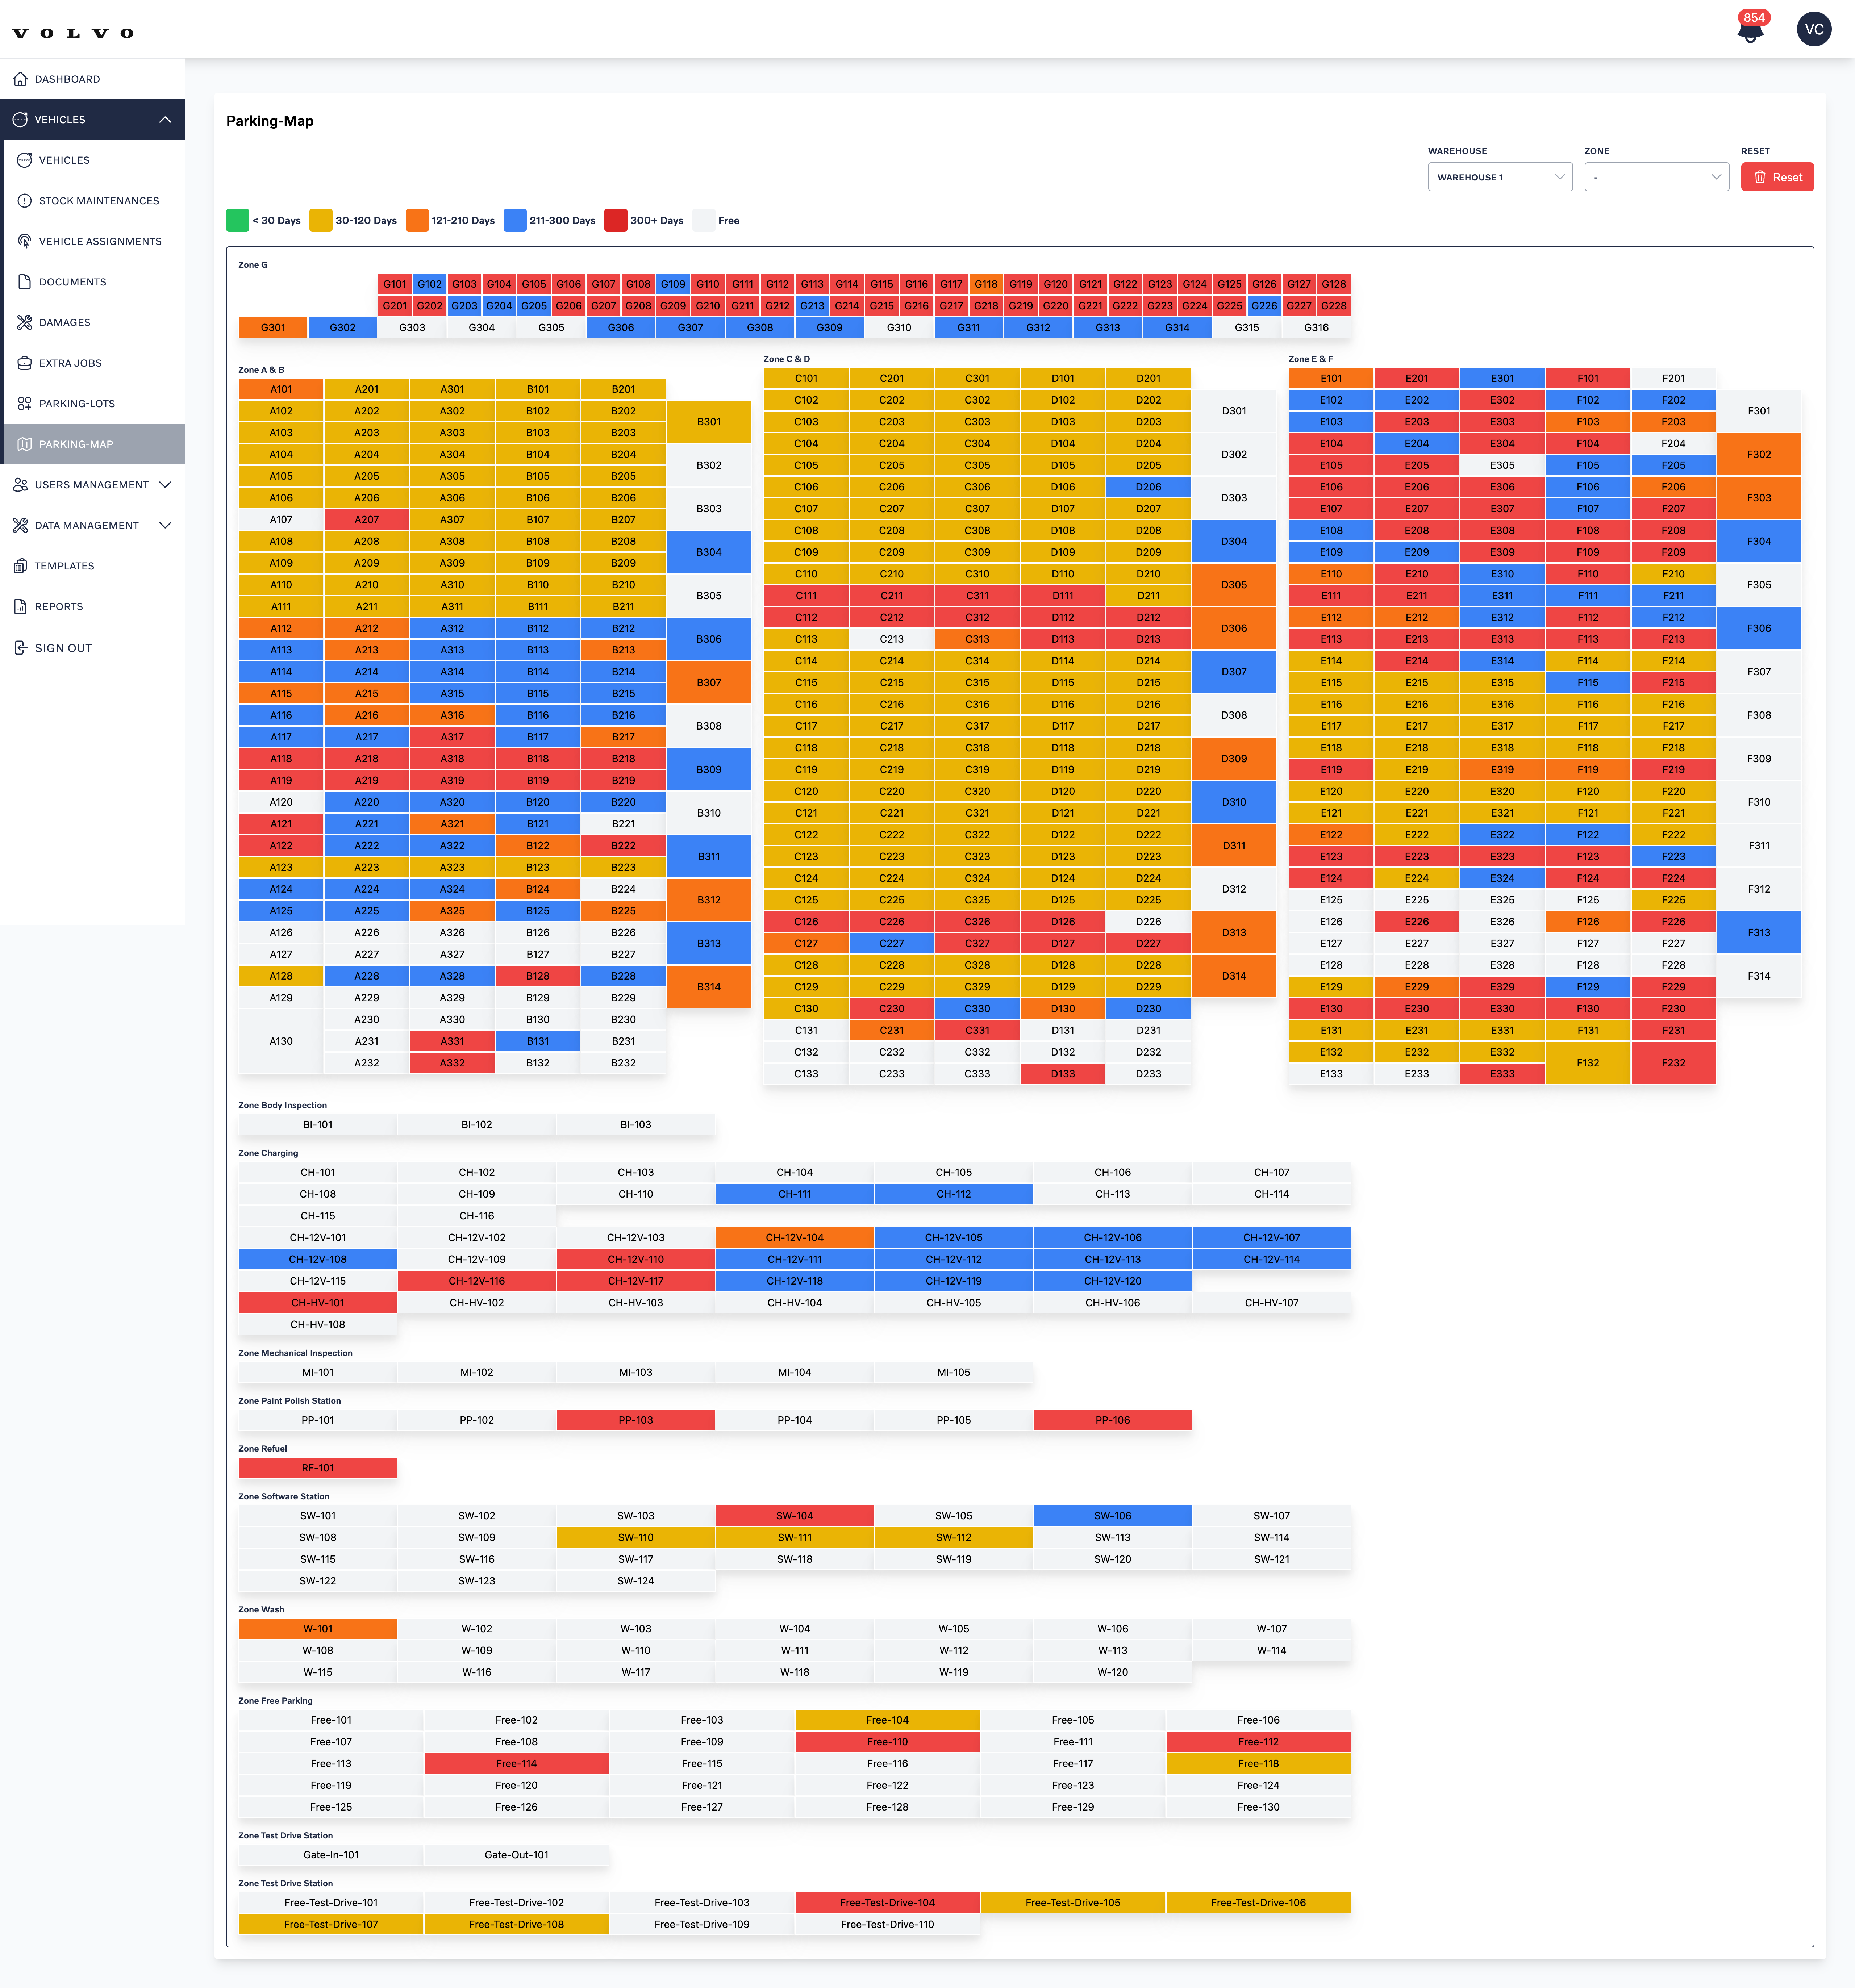 VOLVO
854
VC
DASHBOARD
VEHICLES
VEHICLES
STOCK MAINTENANCES
VEHICLE ASSIGNMENTS
DOCUMENTS
DAMAGES
EXTRA JOBS
PARKING-LOTS
PARKING-MAP
USERS MANAGEMENT
DATA MANAGEMENT
TEMPLATES
REPORTS
SIGN OUT
Parking-Map
WAREHOUSE ZONE RESET
WAREHOUSE 1 - Reset
< 30 Days 30-120 Days 121-210 Days 211-300 Days 300+ Days Free
Zone G
G101 G102 G103 G104 G105 G106 G107 G108 G109 G110 G111 G112 G113 G114 G115 G116 G117 G118 G119 G120 G121 G122 G123 G124 G125 G126 G127 G128
G201 G202 G203 G204 G205 G206 G207 G208 G209 G210 G211 G212 G213 G214 G215 G216 G217 G218 G219 G220 G221 G222 G223 G224 G225 G226 G227 G228
G301 G302 G303 G304 G305 G306 G307 G308 G309 G310 G311 G312 G313 G314 G315 G316
Zone A & B
A101 A201 A301 B101 B201
A102 A202 A302 B102 B202 B301
A103 A203 A303 B103 B203
A104 A204 A304 B104 B204 B302
A105 A205 A305 B105 B205
A106 A206 A306 B106 B206 B303
A107 A207 A307 B107 B207
A108 A208 A308 B108 B208 B304
A109 A209 A309 B109 B209
A110 A210 A310 B110 B210 B305
A111 A211 A311 B111 B211
A112 A212 A312 B112 B212 B306
A113 A213 A313 B113 B213
A114 A214 A314 B114 B214 B307
A115 A215 A315 B115 B215
A116 A216 A316 B116 B216 B308
A117 A217 A317 B117 B217
A118 A218 A318 B118 B218 B309
A119 A219 A319 B119 B219
A120 A220 A320 B120 B220 B310
A121 A221 A321 B121 B221
A122 A222 A322 B122 B222 B311
A123 A223 A323 B123 B223
A124 A224 A324 B124 B224 B312
A125 A225 A325 B125 B225
A126 A226 A326 B126 B226 B313
A127 A227 A327 B127 B227
A128 A228 A328 B128 B228 B314
A129 A229 A329 B129 B229
A230 A330 B130 B230
A130 A231 A331 B131 B231
A232 A332 B132 B232
Zone C & D
C101 C201 C301 D101 D201
C102 C202 C302 D102 D202 D301
C103 C203 C303 D103 D203
C104 C204 C304 D104 D204 D302
C105 C205 C305 D105 D205
C106 C206 C306 D106 D206 D303
C107 C207 C307 D107 D207
C108 C208 C308 D108 D208 D304
C109 C209 C309 D109 D209
C110 C210 C310 D110 D210 D305
C111 C211 C311 D111 D211
C112 C212 C312 D112 D212 D306
C113 C213 C313 D113 D213
C114 C214 C314 D114 D214 D307
C115 C215 C315 D115 D215
C116 C216 C316 D116 D216 D308
C117 C217 C317 D117 D217
C118 C218 C318 D118 D218 D309
C119 C219 C319 D119 D219
C120 C220 C320 D120 D220 D310
C121 C221 C321 D121 D221
C122 C222 C322 D122 D222 D311
C123 C223 C323 D123 D223
C124 C224 C324 D124 D224 D312
C125 C225 C325 D125 D225
C126 C226 C326 D126 D226 D313
C127 C227 C327 D127 D227
C128 C228 C328 D128 D228 D314
C129 C229 C329 D129 D229
C130 C230 C330 D130 D230
C131 C231 C331 D131 D231
C132 C232 C332 D132 D232
C133 C233 C333 D133 D233
Zone E & F
E101 E201 E301 F101 F201
E102 E202 E302 F102 F202 F301
E103 E203 E303 F103 F203
E104 E204 E304 F104 F204 F302
E105 E205 E305 F105 F205
E106 E206 E306 F106 F206 F303
E107 E207 E307 F107 F207
E108 E208 E308 F108 F208 F304
E109 E209 E309 F109 F209
E110 E210 E310 F110 F210 F305
E111 E211 E311 F111 F211
E112 E212 E312 F112 F212 F306
E113 E213 E313 F113 F213
E114 E214 E314 F114 F214 F307
E115 E215 E315 F115 F215
E116 E216 E316 F116 F216 F308
E117 E217 E317 F117 F217
E118 E218 E318 F118 F218 F309
E119 E219 E319 F119 F219
E120 E220 E320 F120 F220 F310
E121 E221 E321 F121 F221
E122 E222 E322 F122 F222 F311
E123 E223 E323 F123 F223
E124 E224 E324 F124 F224 F312
E125 E225 E325 F125 F225
E126 E226 E326 F126 F226 F313
E127 E227 E327 F127 F227
E128 E228 E328 F128 F228 F314
E129 E229 E329 F129 F229
E130 E230 E330 F130 F230
E131 E231 E331 F131 F231
E132 E232 E332 F132 F232
E133 E233 E333
Zone Body Inspection
BI-101 BI-102 BI-103
Zone Charging
CH-101 CH-102 CH-103 CH-104 CH-105 CH-106 CH-107
CH-108 CH-109 CH-110 CH-111 CH-112 CH-113 CH-114
CH-115 CH-116
CH-12V-101 CH-12V-102 CH-12V-103 CH-12V-104 CH-12V-105 CH-12V-106 CH-12V-107
CH-12V-108 CH-12V-109 CH-12V-110 CH-12V-111 CH-12V-112 CH-12V-113 CH-12V-114
CH-12V-115 CH-12V-116 CH-12V-117 CH-12V-118 CH-12V-119 CH-12V-120
CH-HV-101 CH-HV-102 CH-HV-103 CH-HV-104 CH-HV-105 CH-HV-106 CH-HV-107
CH-HV-108
Zone Mechanical Inspection
MI-101 MI-102 MI-103 MI-104 MI-105
Zone Paint Polish Station
PP-101 PP-102 PP-103 PP-104 PP-105 PP-106
Zone Refuel
RF-101
Zone Software Station
SW-101 SW-102 SW-103 SW-104 SW-105 SW-106 SW-107
SW-108 SW-109 SW-110 SW-111 SW-112 SW-113 SW-114
SW-115 SW-116 SW-117 SW-118 SW-119 SW-120 SW-121
SW-122 SW-123 SW-124
Zone Wash
W-101 W-102 W-103 W-104 W-105 W-106 W-107
W-108 W-109 W-110 W-111 W-112 W-113 W-114
W-115 W-116 W-117 W-118 W-119 W-120
Zone Free Parking
Free-101 Free-102 Free-103 Free-104 Free-105 Free-106
Free-107 Free-108 Free-109 Free-110 Free-111 Free-112
Free-113 Free-114 Free-115 Free-116 Free-117 Free-118
Free-119 Free-120 Free-121 Free-122 Free-123 Free-124
Free-125 Free-126 Free-127 Free-128 Free-129 Free-130
Zone Test Drive Station
Gate-In-101 Gate-Out-101
Zone Test Drive Station
Free-Test-Drive-101 Free-Test-Drive-102 Free-Test-Drive-103 Free-Test-Drive-104 Free-Test-Drive-105 Free-Test-Drive-106
Free-Test-Drive-107 Free-Test-Drive-108 Free-Test-Drive-109 Free-Test-Drive-110